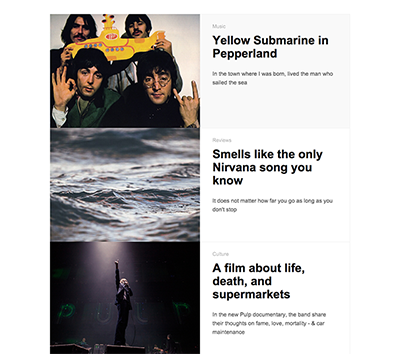 Music
Yellow Submarine in
Pepperland
In the town where I was born, lived the man who
sailed the sea
Reviews
Smells like the only
Nirvana song you
know
It does not matter how far you go as long as you
don't stop
Culture
A film about life,
death, and
supermarkets
In the new Pulp documentary, the band share
their thoughts on fame, love, mortality - & car
maintenance